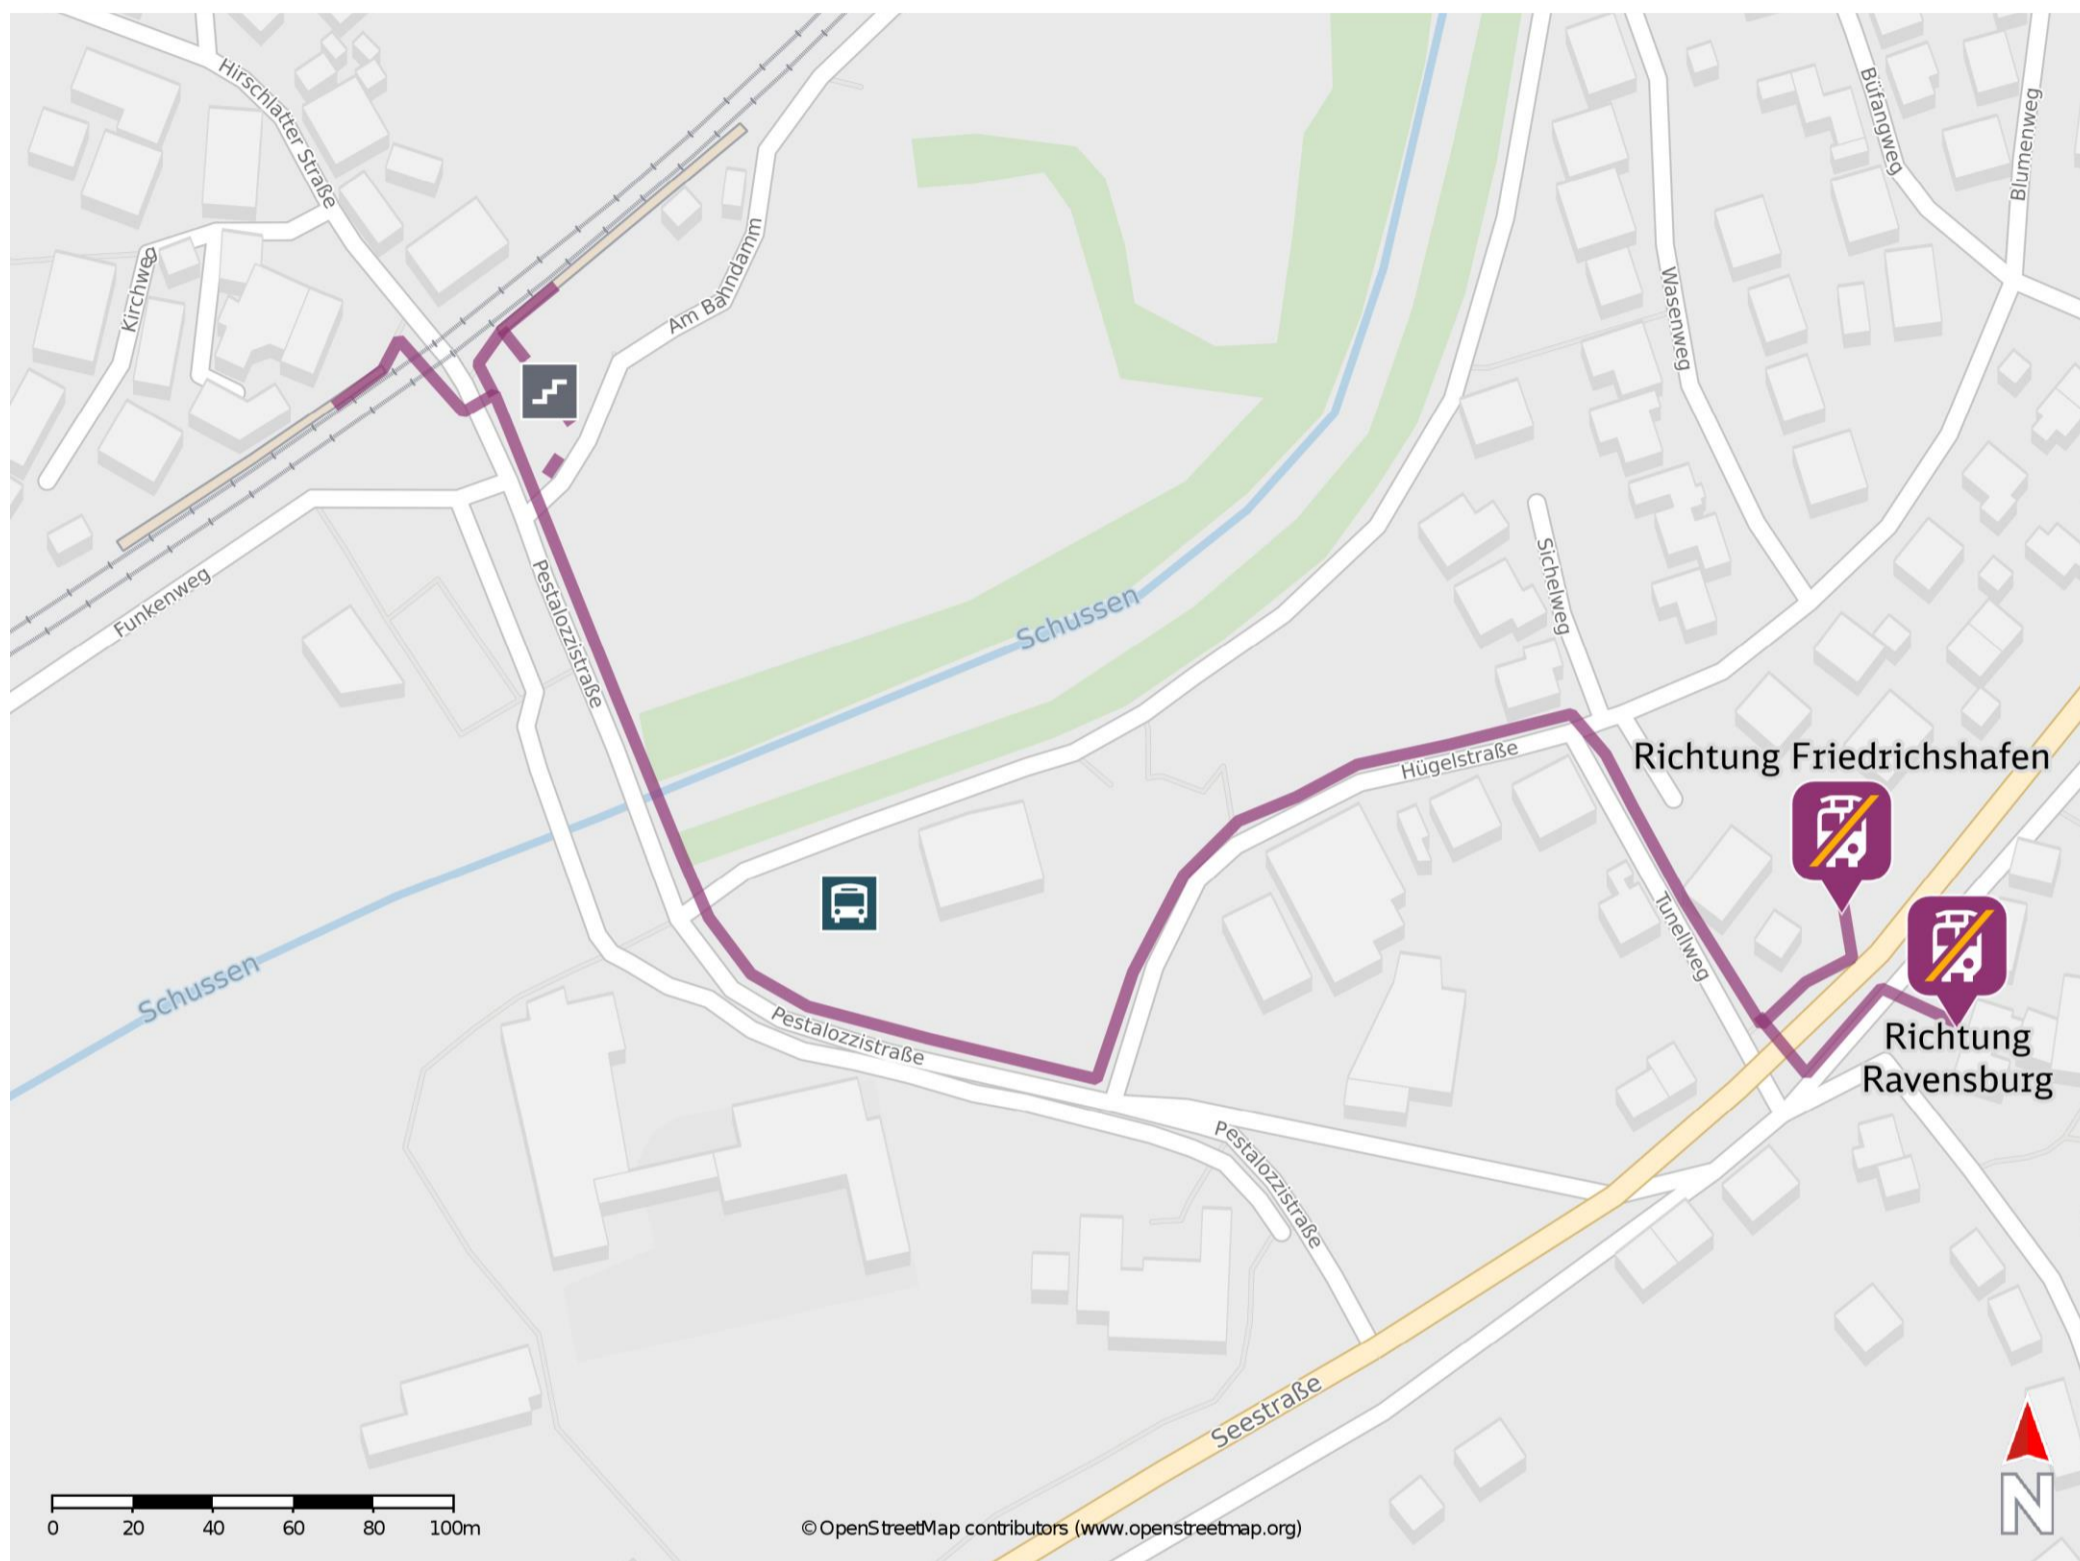 Hirschlatter Straße
Büfangweg
Blumenweg
Kirchweg
Am Bahndamm
Wasenweg
Funkenweg
Pestalozzistraße
Schussen
Sichelweg
Hügelstraße
Richtung Friedrichshafen
Tunellweg
Schussen
Pestalozzistraße
Richtung
Ravensburg
Pestalozzistraße
Seestraße
0 20 40 60 80 100m
© OpenStreetMap contributors (www.openstreetmap.org)
N